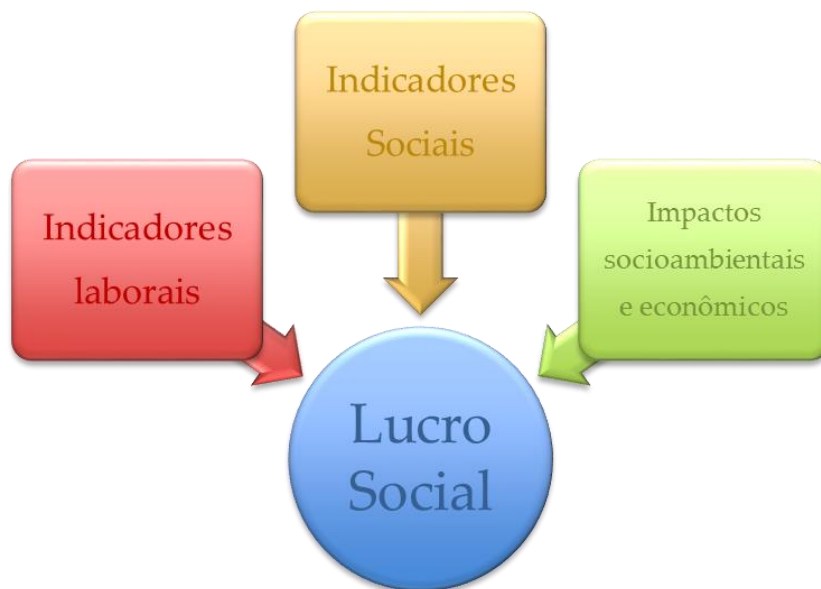 Indicadores
Sociais
Indicadores
laborais
Impactos
socioambientais
e econômicos
Lucro
Social